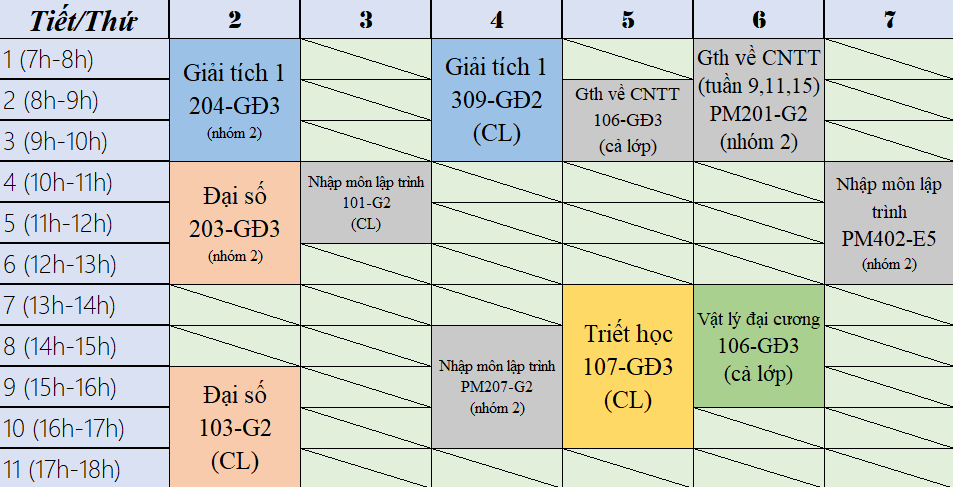 Tiết/Thứ 2 3 4 5 6 7
1 (7h-8h)
2 (8h-9h)
3 (9h-10h)
4 (10h-11h)
5 (11h-12h)
6 (12h-13h)
7 (13h-14h)
8 (14h-15h)
9 (15h-16h)
10 (16h-17h)
11 (17h-18h)
Giải tích 1
204-GĐ3
(nhóm 2)
Đại số
203-GĐ3
(nhóm 2)
Đại số
103-G2
(CL)
Nhập môn lập trình
101-G2
(CL)
Giải tích 1
309-GĐ2
(CL)
Nhập môn lập trình
PM207-G2
(nhóm 2)
Gth về CNTT
106-GĐ3
(cả lớp)
Triết học
107-GĐ3
(CL)
Gth về CNTT
(tuần 9,11,15)
PM201-G2
(nhóm 2)
Vật lý đại cương
106-GĐ3
(cả lớp)
Nhập môn lập
trình
PM402-E5
(nhóm 2)